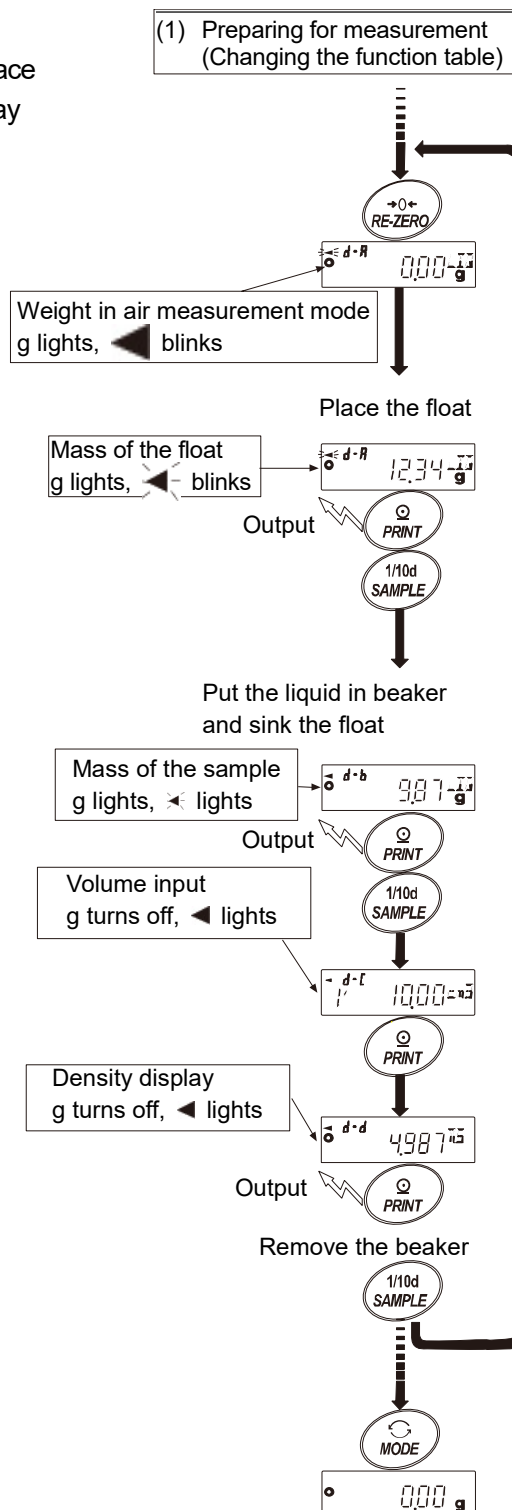 (1) Preparing for measurement
(Changing the function table)
ace
ay
→0←
RE-ZERO
d-A
0.00 g
Weight in air measurement mode
g lights, ◀ blinks
Place the float
Mass of the float
g lights, ◀ blinks
d-A
12.34 g
Output
PRINT
1/10d
SAMPLE
Put the liquid in beaker
and sink the float
Mass of the sample
g lights, ◀ lights
d-b
9.87 g
Output
PRINT
1/10d
SAMPLE
Volume input
g turns off, ◀ lights
d-C
10.00
PRINT
Density display
g turns off, ◀ lights
d-d
4.987
Output
PRINT
Remove the beaker
1/10d
SAMPLE
MODE
0.00 g